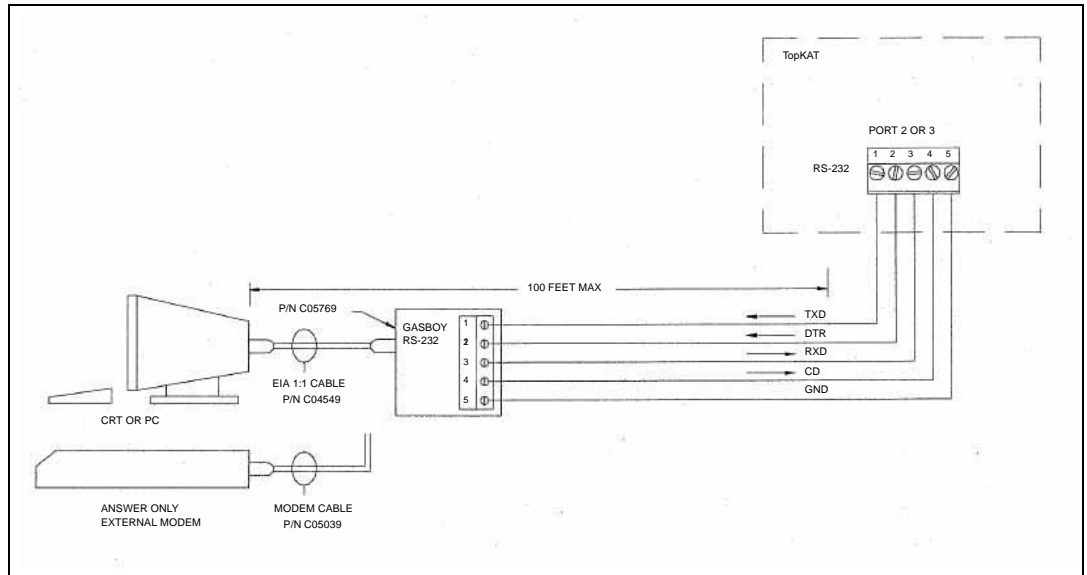 TopKAT
PORT 2 OR 3
1 2 3 4 5
RS-232
100 FEET MAX
P/N C05769
GASBOY
RS-232
1
2
3
4
5
TXD
DTR
RXD
CD
GND
EIA 1:1 CABLE
P/N C04549
CRT OR PC
ANSWER ONLY
EXTERNAL MODEM
MODEM CABLE
P/N C05039